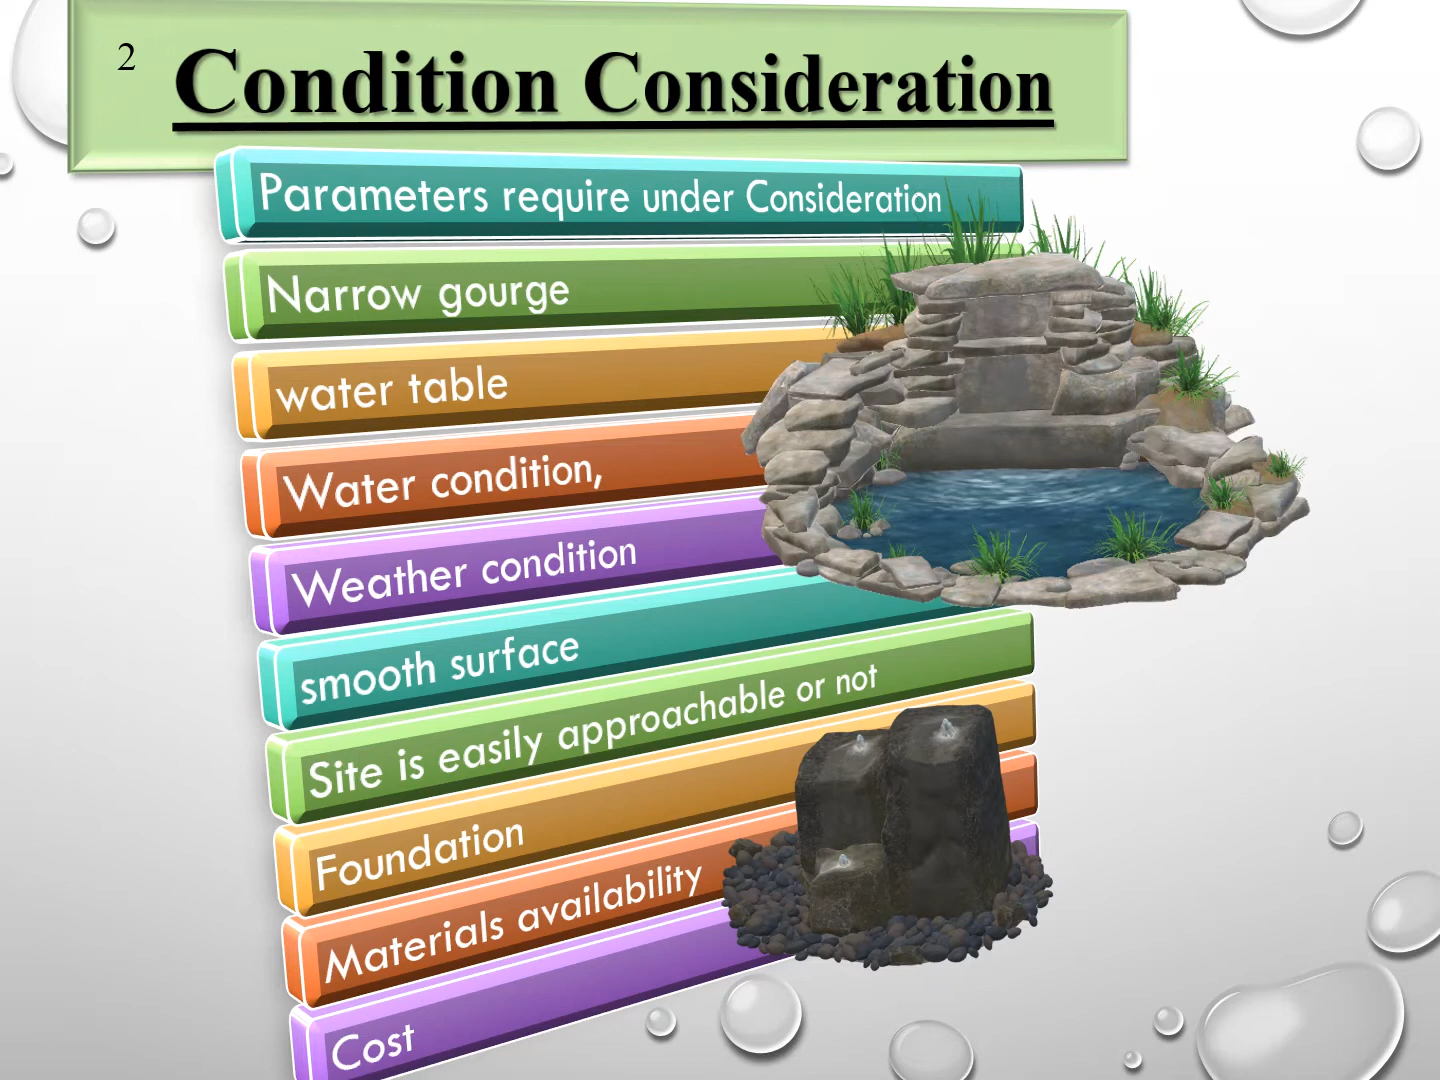 2
Condition Consideration
Parameters require under Consideration
Narrow gourge
water table
Water condition,
Weather condition
smooth surface
Site is easily approachable or not
Foundation
Materials availability
Cost